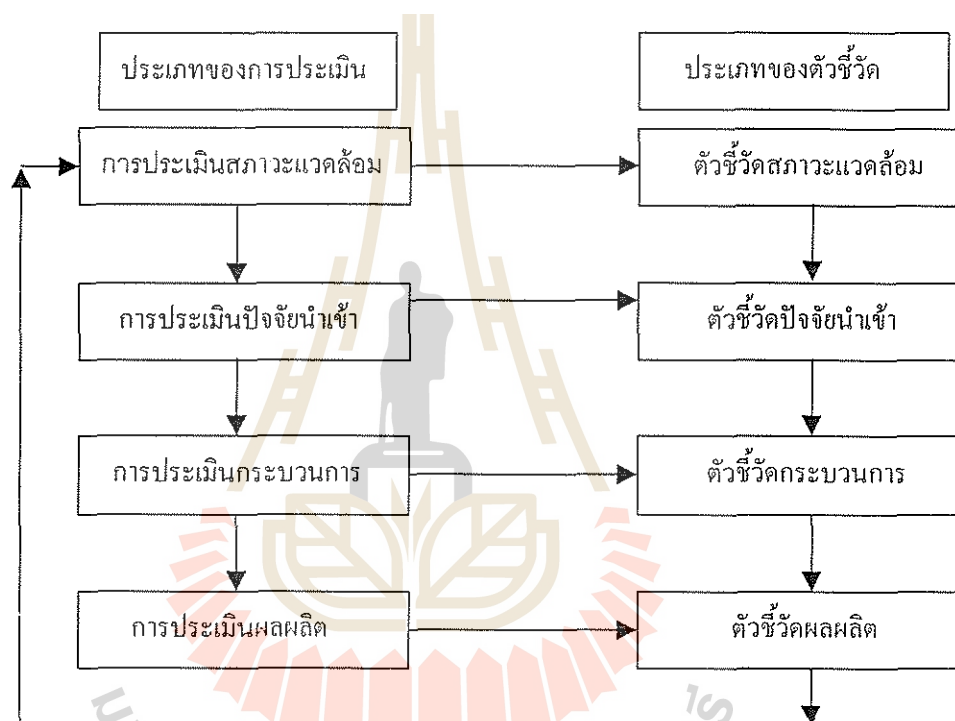 ประเภทของการประเมิน
ประเภทของตัวชี้วัด
การประเมินสภาวะแวดล้อม
ตัวชี้วัดสภาวะแวดล้อม
การประเมินปัจจัยนำเข้า
ตัวชี้วัดปัจจัยนำเข้า
การประเมินกระบวนการ
ตัวชี้วัดกระบวนการ
การประเมินผลผลิต
ตัวชี้วัดผลผลิต